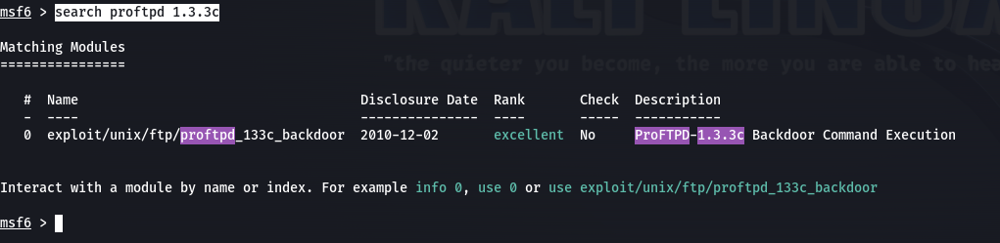 KALI LINUX
"the quieter you become, the more you are able to hea
msf6 > search proftpd 1.3.3c
Matching Modules
================
#  Name                                   Disclosure Date  Rank       Check  Description
-  ----                                   ---------------  ----       -----  -----------
0  exploit/unix/ftp/proftpd_133c_backdoor  2010-12-02       excellent  No     ProFTPD-1.3.3c Backdoor Command Execution
Interact with a module by name or index. For example info 0, use 0 or use exploit/unix/ftp/proftpd_133c_backdoor
msf6 >